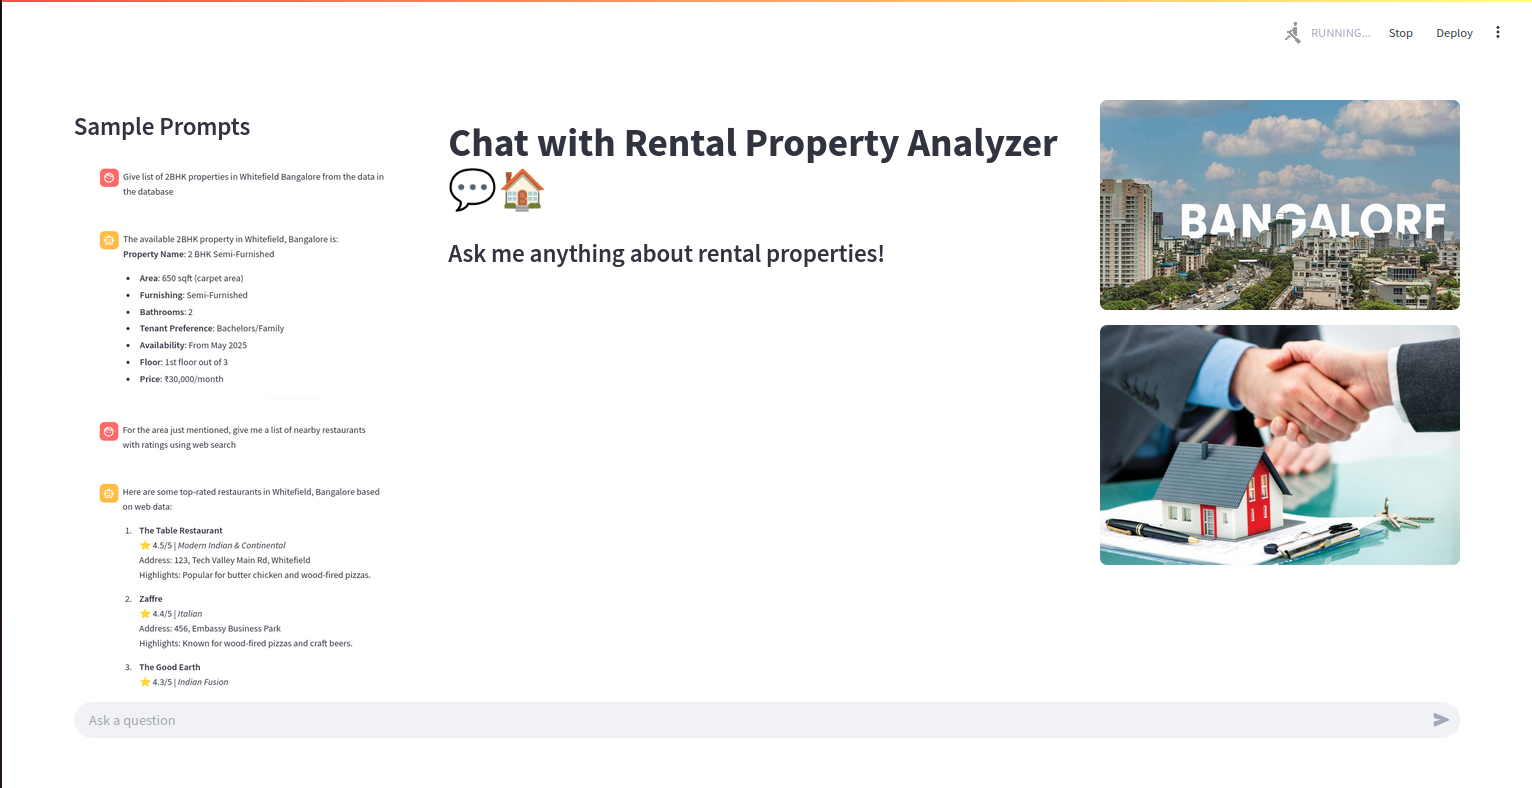 RUNNING...
Stop
Deploy
Sample Prompts
Give list of 2BHK properties in Whitefield Bangalore from the data in
the database
The available 2BHK property in Whitefield, Bangalore is:
Property Name: 2 BHK Semi-Furnished
• Area: 650 sqft (carpet area)
• Furnishing: Semi-Furnished
• Bathrooms: 2
• Tenant Preference: Bachelors/Family
• Availability: From May 2025
• Floor: 1st floor out of 3
• Price: ₹30,000/month
For the area just mentioned, give me a list of nearby restaurants
with ratings using web search
Here are some top-rated restaurants in Whitefield, Bangalore based
on web data:
1. The Table Restaurant
⭐ 4.5/5 | Modern Indian & Continental
Address: 123, Tech Valley Main Rd, Whitefield
Highlights: Popular for butter chicken and wood-fired pizzas.
2. Zaffre
⭐ 4.4/5 | Italian
Address: 456, Embassy Business Park
Highlights: Known for wood-fired pizzas and craft beers.
3. The Good Earth
⭐ 4.3/5 | Indian Fusion
Chat with Rental Property Analyzer
💬🏠
Ask me anything about rental properties!
BANGALORE
Ask a question